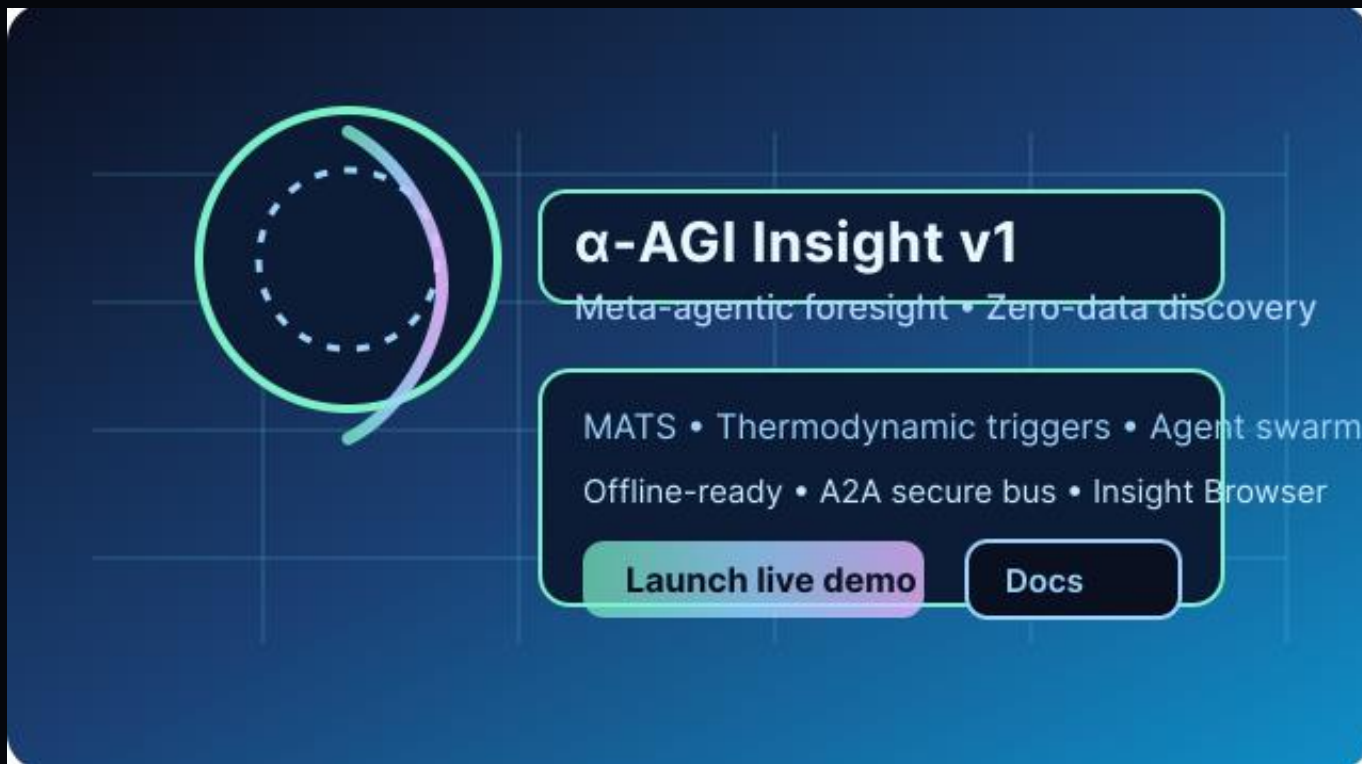 α-AGI Insight v1
Meta-agentic foresight • Zero-data discovery
MATS • Thermodynamic triggers • Agent swarm
Offline-ready • A2A secure bus • Insight Browser
Launch live demo
Docs